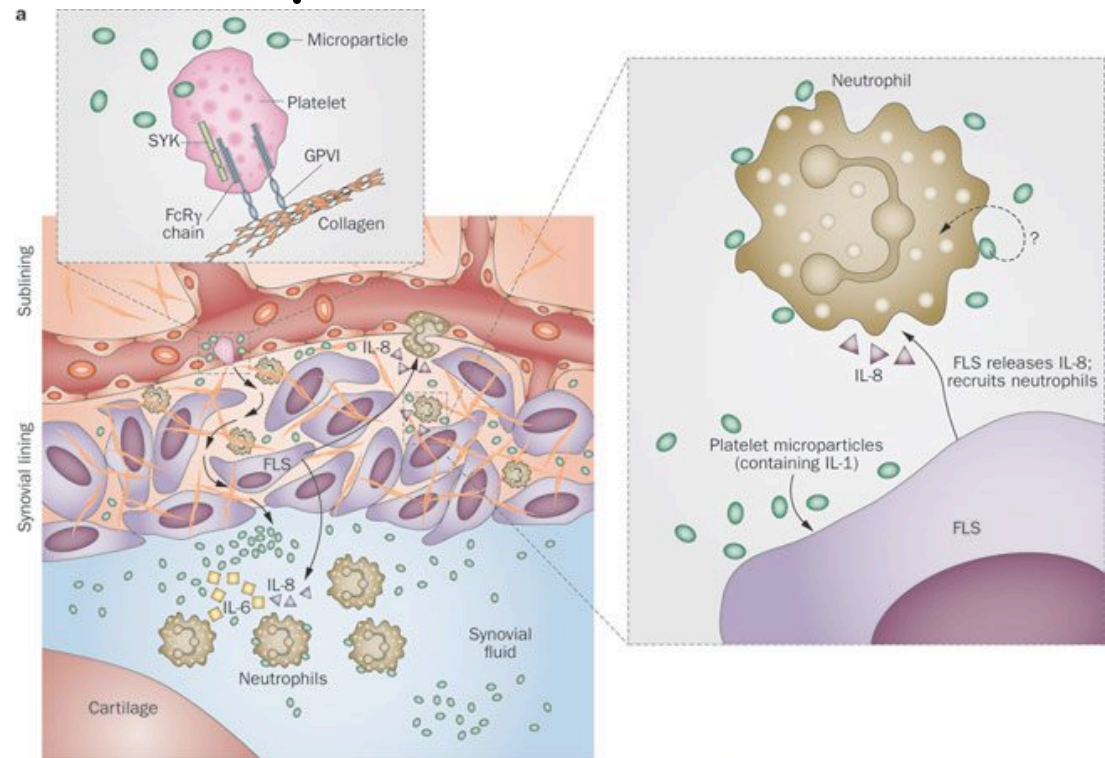 a
Microparticle
Platelet
SYK
GPVI
FcRγ
chain
Collagen
Sublining
Synovial lining
IL-8
FLS
IL-8
IL-6
Neutrophils
Synovial
fluid
Cartilage
Neutrophil
?
IL-8
FLS releases IL-8;
recruits neutrophils
Platelet microparticles
(containing IL-1)
FLS